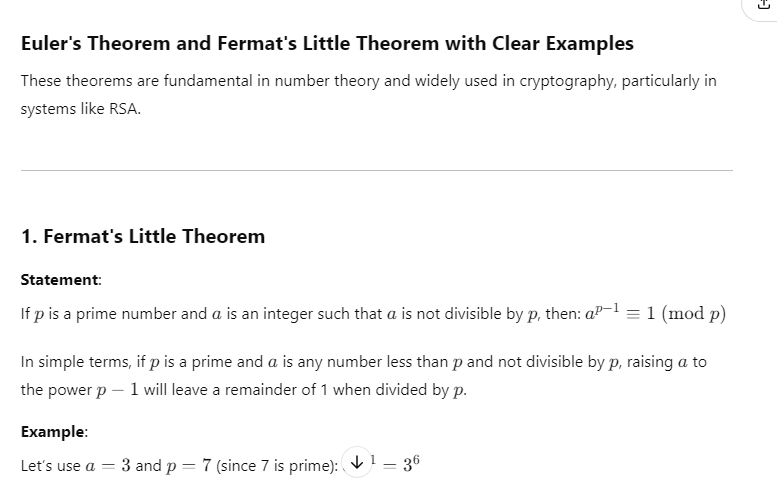 Euler's Theorem and Fermat's Little Theorem with Clear Examples
These theorems are fundamental in number theory and widely used in cryptography, particularly in
systems like RSA.
1. Fermat's Little Theorem
Statement:
If p is a prime number and a is an integer such that a is not divisible by p, then: a^{p−1} ≡ 1 (mod p)
In simple terms, if p is a prime and a is any number less than p and not divisible by p, raising a to
the power p − 1 will leave a remainder of 1 when divided by p.
Example:
Let's use a = 3 and p = 7 (since 7 is prime): ^1 = 3^6